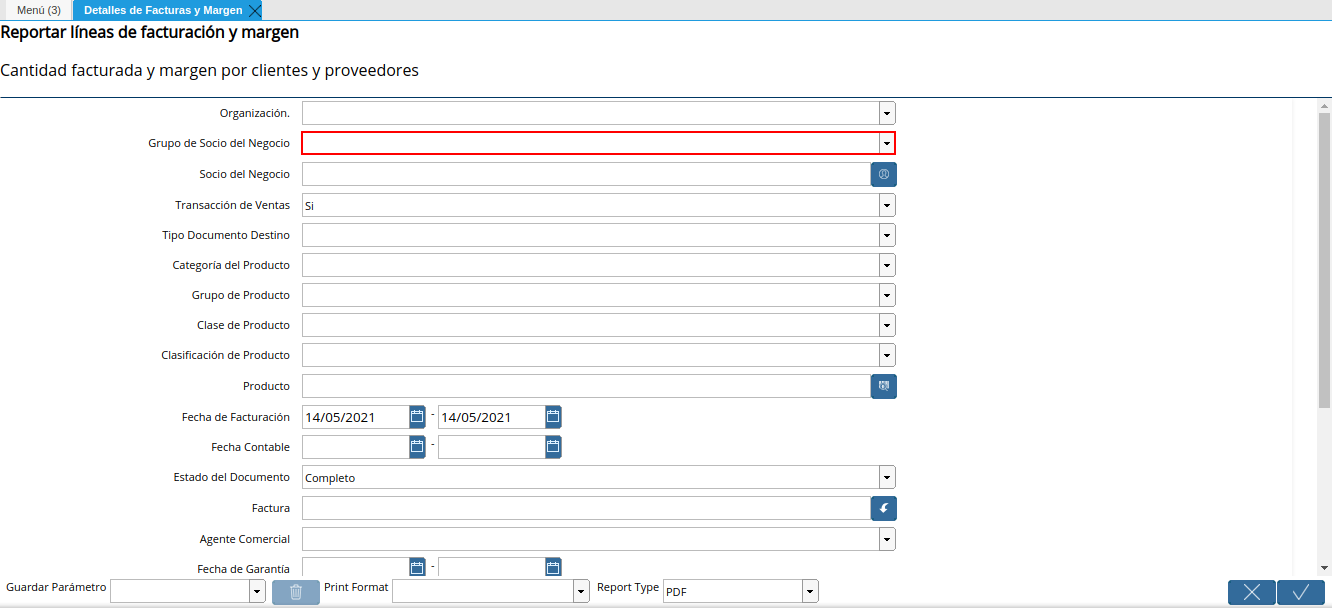 Menú (3) Detalles de Facturas y Margen
Reportar líneas de facturación y margen
Cantidad facturada y margen por clientes y proveedores
Organización.
Grupo de Socio del Negocio
Socio del Negocio
Transacción de Ventas Si
Tipo Documento Destino
Categoría del Producto
Grupo de Producto
Clase de Producto
Clasificación de Producto
Producto
Fecha de Facturación 14/05/2021 - 14/05/2021
Fecha Contable -
Estado del Documento Completo
Factura
Agente Comercial
Fecha de Garantía -
Guardar Parámetro Print Format Report Type PDF